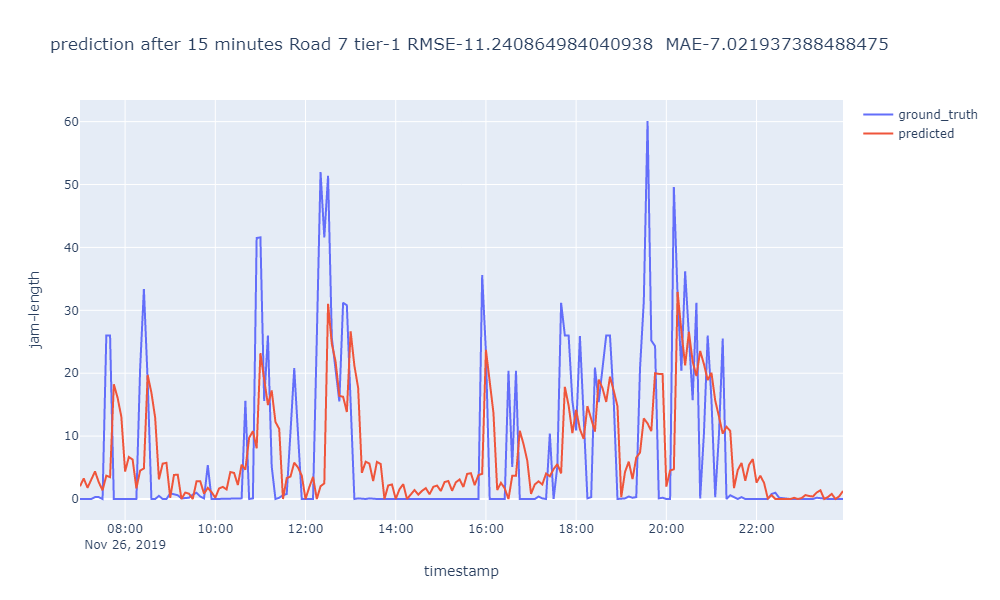 prediction after 15 minutes Road 7 tier-1 RMSE-11.240864984040938  MAE-7.021937388488475
ground_truth
predicted
60
50
40
30
20
10
0
jam-length
08:00 10:00 12:00 14:00 16:00 18:00 20:00 22:00
Nov 26, 2019
timestamp